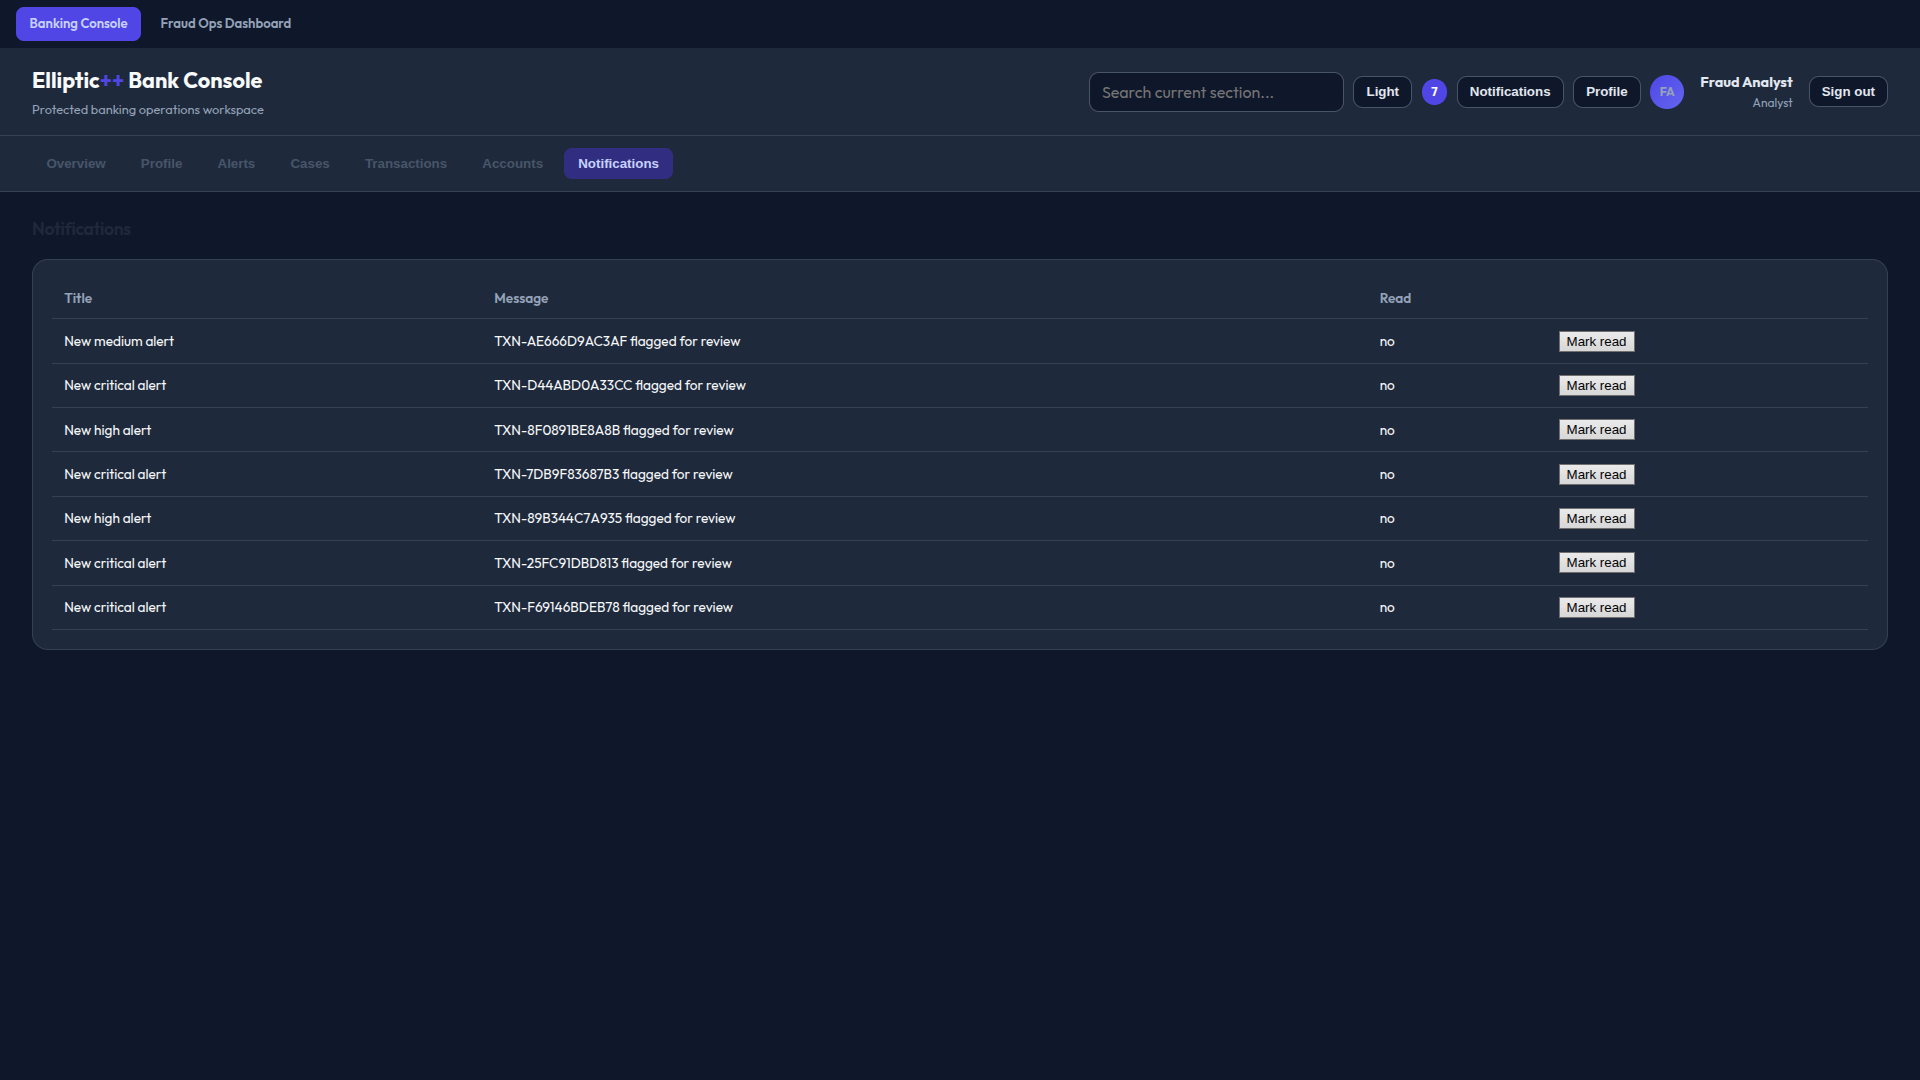 Banking Console Fraud Ops Dashboard
Elliptic++ Bank Console
Protected banking operations workspace
Search current section... Light 7 Notifications Profile FA Fraud Analyst Analyst Sign out
Overview Profile Alerts Cases Transactions Accounts Notifications
Notifications
Title Message Read
New medium alert TXN-AE666D9AC3AF flagged for review no Mark read
New critical alert TXN-D44ABD0A33CC flagged for review no Mark read
New high alert TXN-8F0891BE8A8B flagged for review no Mark read
New critical alert TXN-7DB9F83687B3 flagged for review no Mark read
New high alert TXN-89B344C7A935 flagged for review no Mark read
New critical alert TXN-25FC91DBD813 flagged for review no Mark read
New critical alert TXN-F69146BDEB78 flagged for review no Mark read